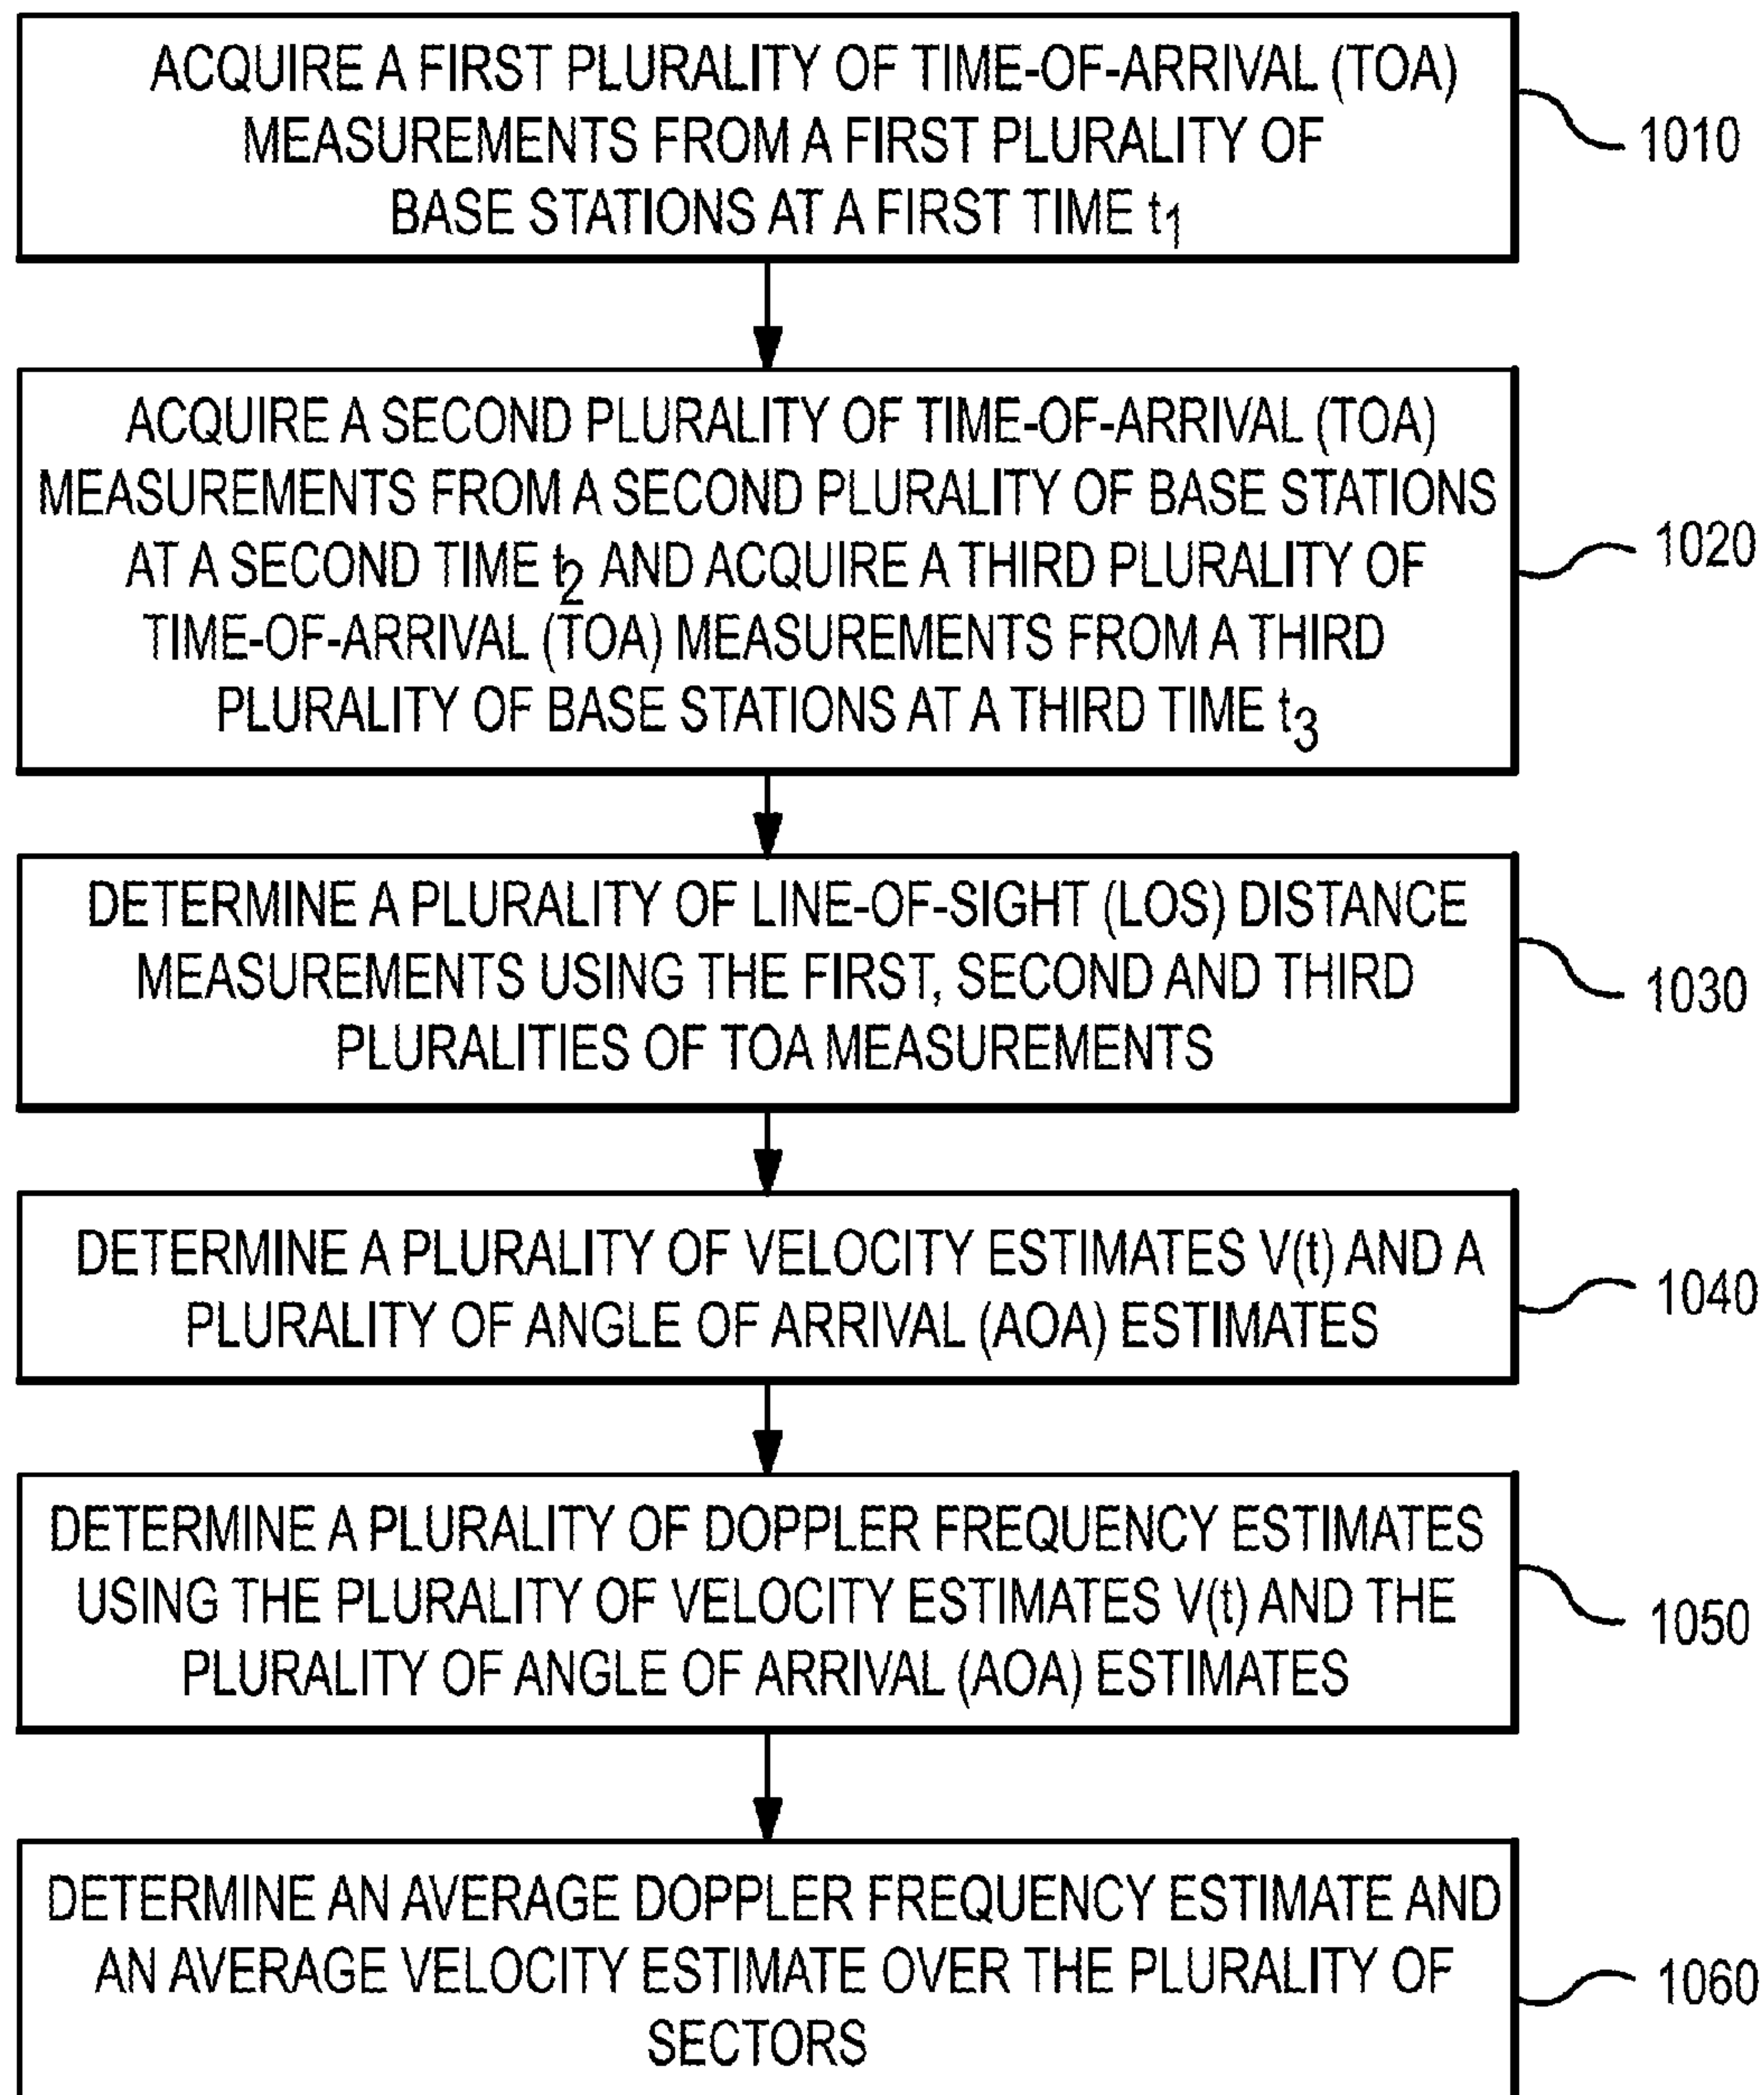 ACQUIRE A FIRST PLURALITY OF TIME-OF-ARRIVAL (TOA)
MEASUREMENTS FROM A FIRST PLURALITY OF
BASE STATIONS AT A FIRST TIME t1
1010
ACQUIRE A SECOND PLURALITY OF TIME-OF-ARRIVAL (TOA)
MEASUREMENTS FROM A SECOND PLURALITY OF BASE STATIONS
AT A SECOND TIME t2 AND ACQUIRE A THIRD PLURALITY OF
TIME-OF-ARRIVAL (TOA) MEASUREMENTS FROM A THIRD
PLURALITY OF BASE STATIONS AT A THIRD TIME t3
1020
DETERMINE A PLURALITY OF LINE-OF-SIGHT (LOS) DISTANCE
MEASUREMENTS USING THE FIRST, SECOND AND THIRD
PLURALITIES OF TOA MEASUREMENTS
1030
DETERMINE A PLURALITY OF VELOCITY ESTIMATES V(t) AND A
PLURALITY OF ANGLE OF ARRIVAL (AOA) ESTIMATES
1040
DETERMINE A PLURALITY OF DOPPLER FREQUENCY ESTIMATES
USING THE PLURALITY OF VELOCITY ESTIMATES V(t) AND THE
PLURALITY OF ANGLE OF ARRIVAL (AOA) ESTIMATES
1050
DETERMINE AN AVERAGE DOPPLER FREQUENCY ESTIMATE AND
AN AVERAGE VELOCITY ESTIMATE OVER THE PLURALITY OF
SECTORS
1060